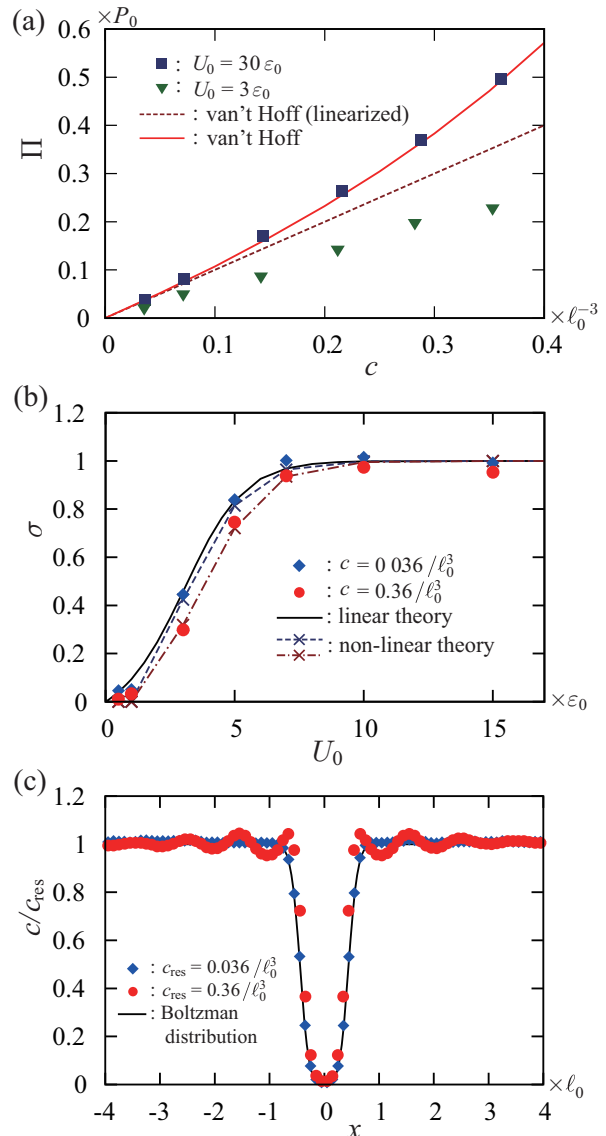 (a)
×P₀
0.6
0.5
0.4
0.3
0.2
0.1
0
Π
: U₀ = 30 ε₀
: U₀ = 3 ε₀
: van't Hoff (linearized)
: van't Hoff
0 0.1 0.2 0.3 0.4
×ℓ₀⁻³
c
(b)
1.2
1
0.8
0.6
0.4
0.2
0
σ
: c = 0 036/ℓ₀³
: c = 0.36/ℓ₀³
: linear theory
: non-linear theory
0 5 10 15
×ε₀
U₀
(c)
1.2
1
0.8
0.6
0.4
0.2
0
c/c_res
: c_res = 0.036/ℓ₀³
: c_res = 0.36/ℓ₀³
: Boltzman
distribution
-4 -3 -2 -1 0 1 2 3 4
×ℓ₀
x